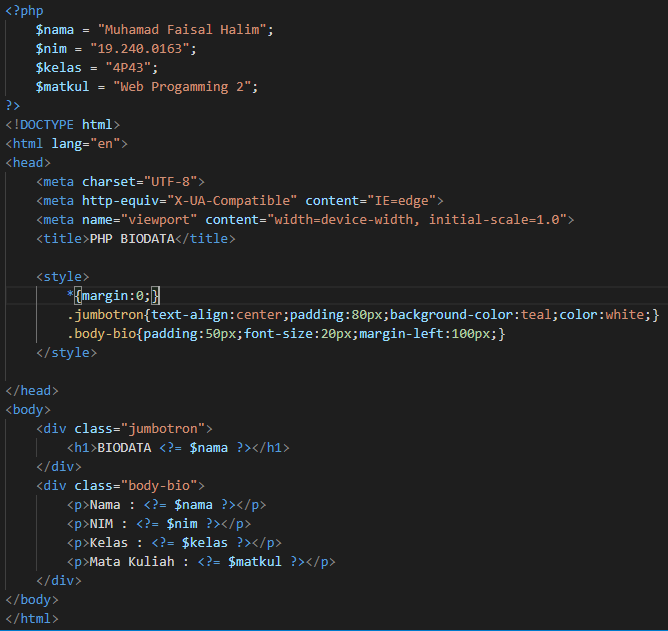 <?php
    $nama = "Muhamad Faisal Halim";
    $nim = "19.240.0163";
    $kelas = "4P43";
    $matkul = "Web Progamming 2";
?>
<!DOCTYPE html>
<html lang="en">
<head>
    <meta charset="UTF-8">
    <meta http-equiv="X-UA-Compatible" content="IE=edge">
    <meta name="viewport" content="width=device-width, initial-scale=1.0">
    <title>PHP BIODATA</title>

    <style>
        *{margin:0;}
        .jumbotron{text-align:center;padding:80px;background-color:teal;color:white;}
        .body-bio{padding:50px;font-size:20px;margin-left:100px;}
    </style>

</head>
<body>
    <div class="jumbotron">
        <h1>BIODATA <?= $nama ?></h1>
    </div>
    <div class="body-bio">
        <p>Nama : <?= $nama ?></p>
        <p>NIM : <?= $nim ?></p>
        <p>Kelas : <?= $kelas ?></p>
        <p>Mata Kuliah : <?= $matkul ?></p>
    </div>
</body>
</html>